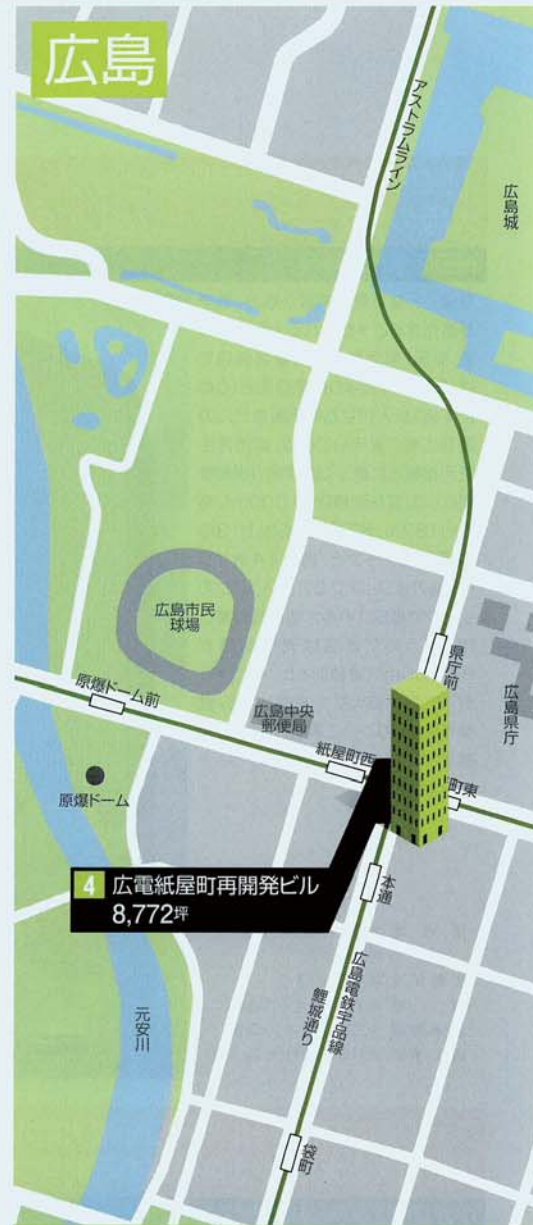 広島
アストラムライン
広島城
広島市民
球場
県庁前
広島県庁
原爆ドーム前
広島中央
郵便局
紙屋町西
町東
原爆ドーム
4 広電紙屋町再開発ビル
8,772坪
本通
広島電鉄宇品線
鯉城通り
元安川
袋町